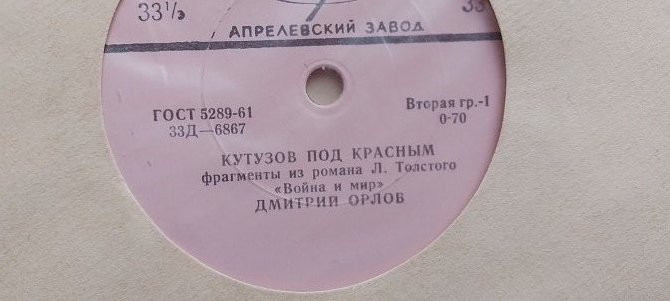 33⅓ 33
АПРЕЛЕВСКИЙ ЗАВОД
ГОСТ 5289-61 Вторая гр.-1
33Д—6867 0-70
КУТУЗОВ ПОД КРАСНЫМ
фрагменты из романа Л. Толстого
«Война и мир»
ДМИТРИЙ ОРЛОВ